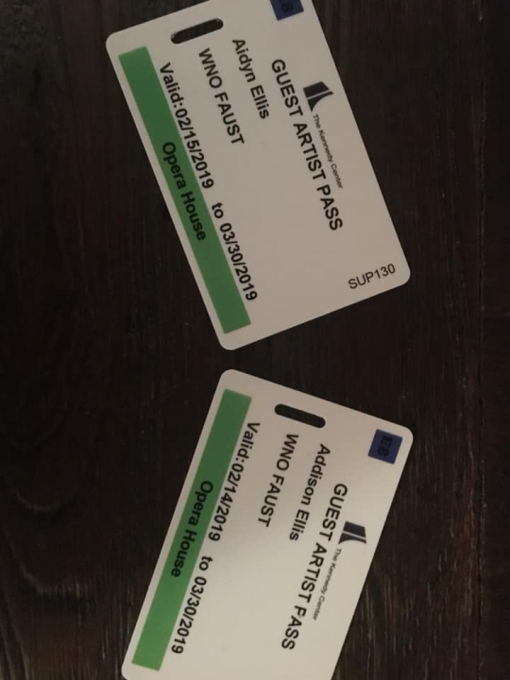 The Kennedy Center
GUEST ARTIST PASS
Aidyn Ellis
WNO FAUST
Valid:02/15/2019 to 03/30/2019
Opera House
SUP130
E8
The Kennedy Center
GUEST ARTIST PASS
Addison Ellis
WNO FAUST
Valid:02/14/2019 to 03/30/2019
Opera House